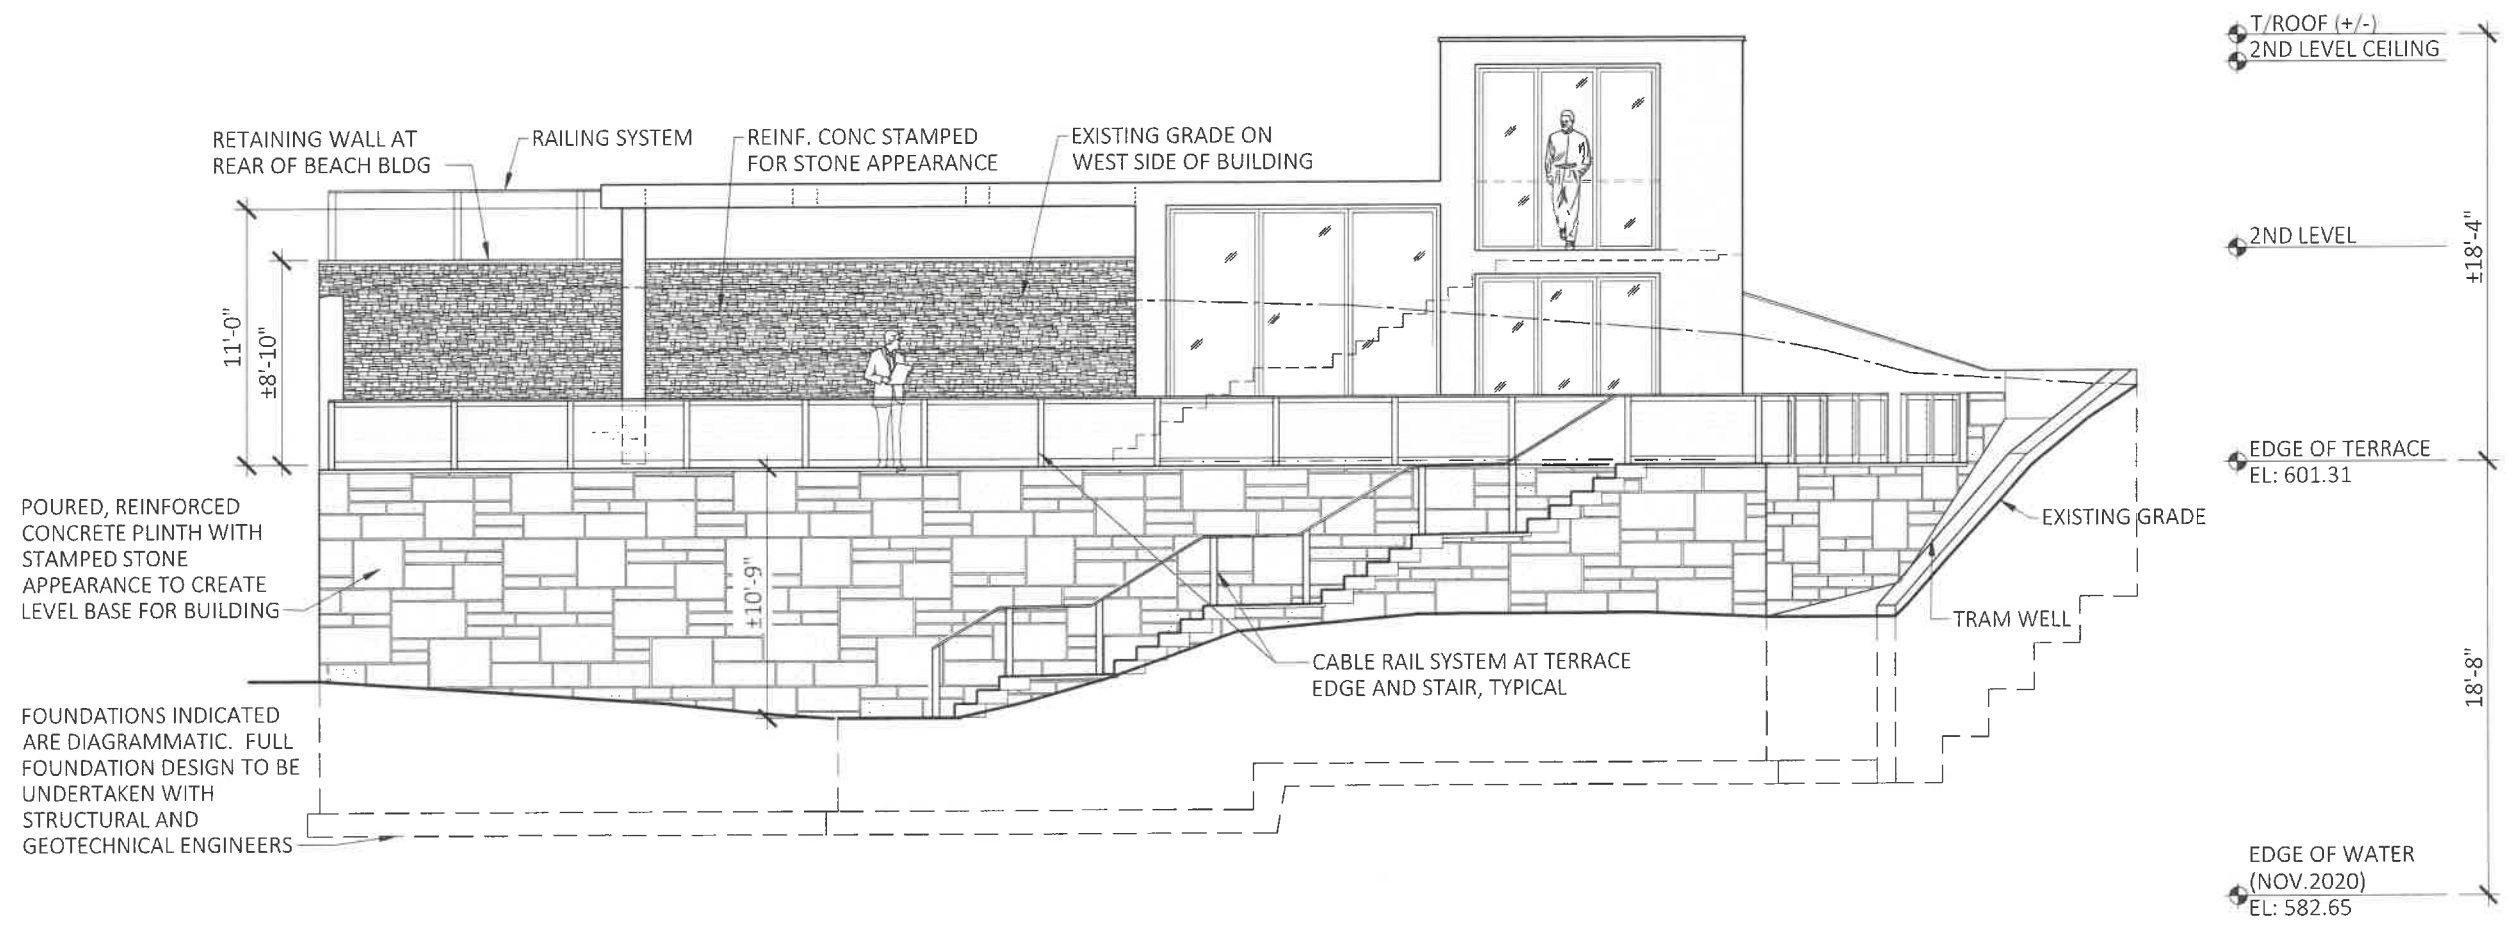 T/ROOF (+/-)
2ND LEVEL CEILING
RETAINING WALL AT
REAR OF BEACH BLDG
RAILING SYSTEM
REINF. CONC STAMPED
FOR STONE APPEARANCE
EXISTING GRADE ON
WEST SIDE OF BUILDING
2ND LEVEL
±18'-4"
11'-0"
±8'-10"
EDGE OF TERRACE
EL: 601.31
POURED, REINFORCED
CONCRETE PLINTH WITH
STAMPED STONE
APPEARANCE TO CREATE
LEVEL BASE FOR BUILDING
±10'-9"
EXISTING GRADE
TRAM WELL
CABLE RAIL SYSTEM AT TERRACE
EDGE AND STAIR, TYPICAL
18'-8"
FOUNDATIONS INDICATED
ARE DIAGRAMMATIC. FULL
FOUNDATION DESIGN TO BE
UNDERTAKEN WITH
STRUCTURAL AND
GEOTECHNICAL ENGINEERS
EDGE OF WATER
(NOV.2020)
EL: 582.65